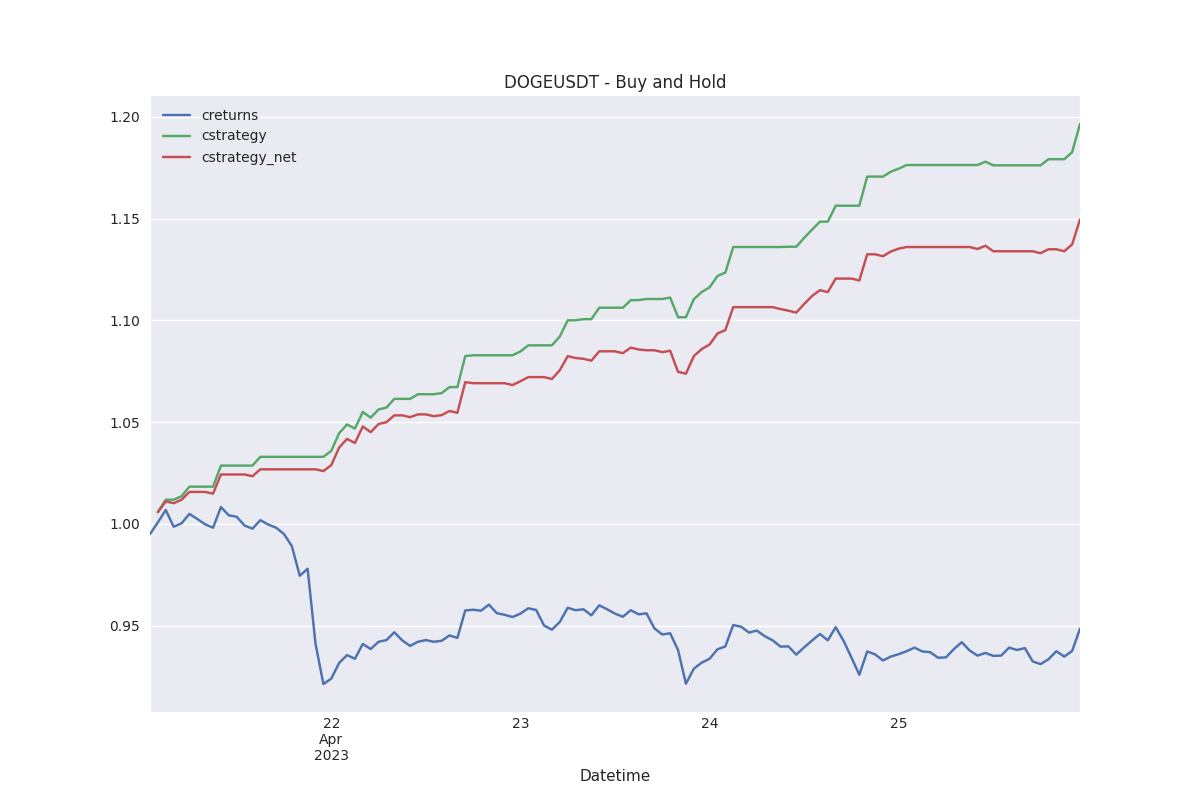 DOGEUSDT - Buy and Hold
creturns
cstrategy
cstrategy_net
1.20
1.15
1.10
1.05
1.00
0.95
22
23
24
25
Apr
2023
Datetime